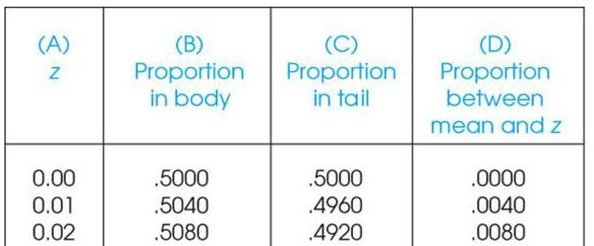 (A) (B) (C) (D)
z Proportion Proportion Proportion
in body in tail between
mean and z
0.00 .5000 .5000 .0000
0.01 .5040 .4960 .0040
0.02 .5080 .4920 .0080